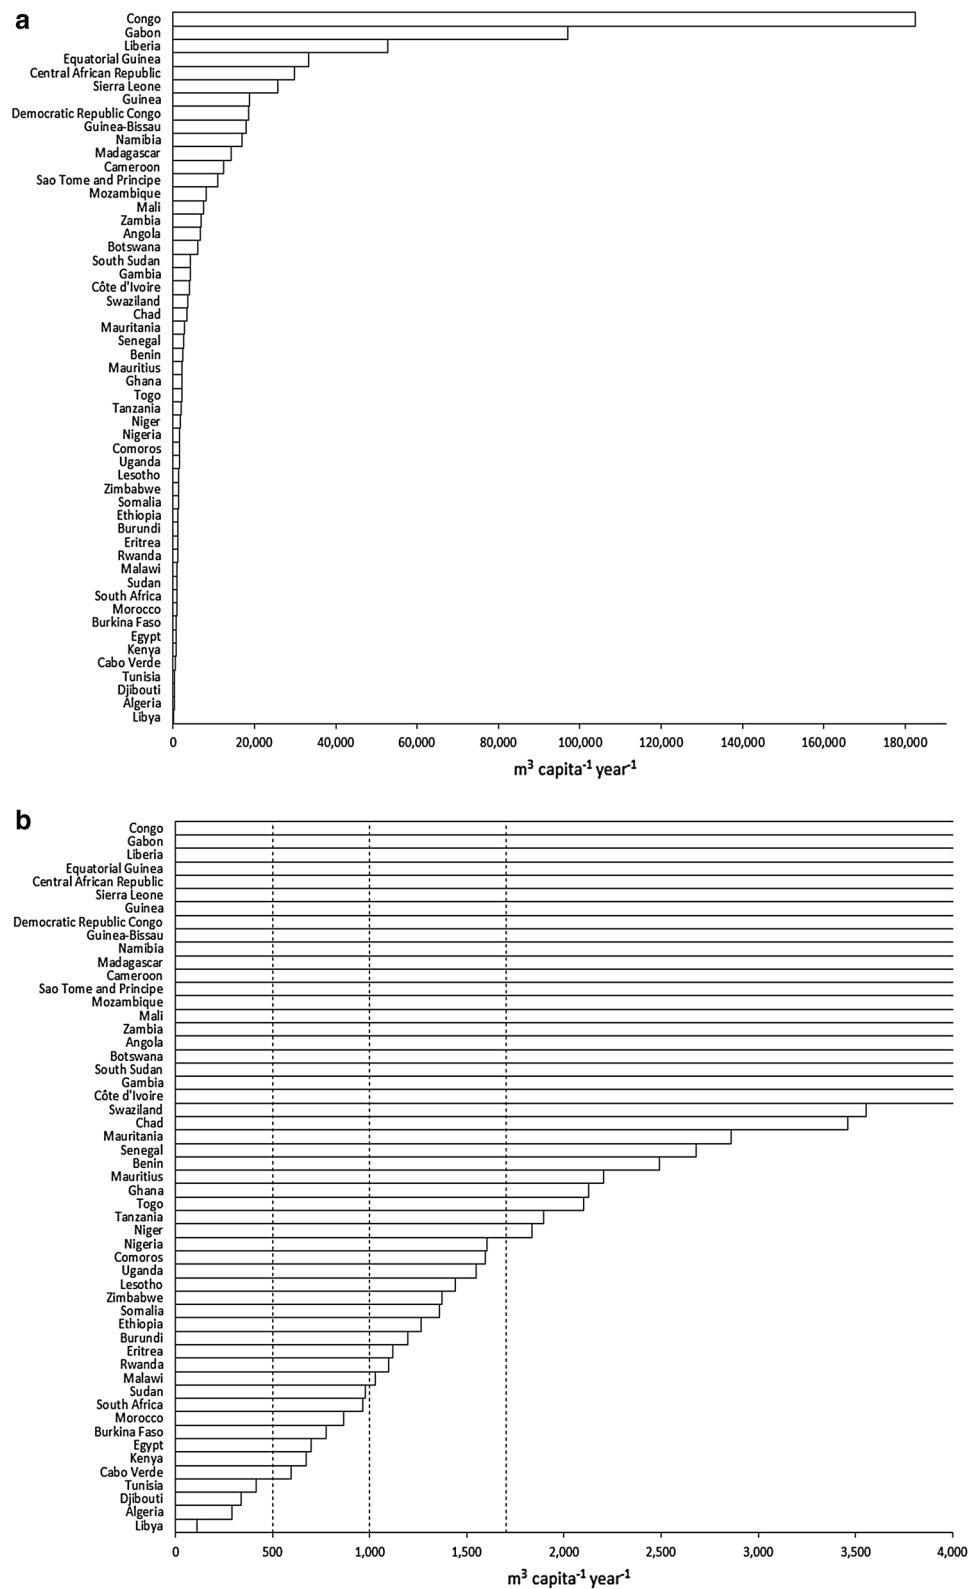 a
Congo
Gabon
Liberia
Equatorial Guinea
Central African Republic
Sierra Leone
Guinea
Democratic Republic Congo
Guinea-Bissau
Namibia
Madagascar
Cameroon
Sao Tome and Principe
Mozambique
Mali
Zambia
Angola
Botswana
South Sudan
Gambia
Côte d'Ivoire
Swaziland
Chad
Mauritania
Senegal
Benin
Mauritius
Ghana
Togo
Tanzania
Niger
Nigeria
Comoros
Uganda
Lesotho
Zimbabwe
Somalia
Ethiopia
Burundi
Eritrea
Rwanda
Malawi
Sudan
South Africa
Morocco
Burkina Faso
Egypt
Kenya
Cabo Verde
Tunisia
Djibouti
Algeria
Libya
0 20,000 40,000 60,000 80,000 100,000 120,000 140,000 160,000 180,000
m³ capita⁻¹ year⁻¹
b
Congo
Gabon
Liberia
Equatorial Guinea
Central African Republic
Sierra Leone
Guinea
Democratic Republic Congo
Guinea-Bissau
Namibia
Madagascar
Cameroon
Sao Tome and Principe
Mozambique
Mali
Zambia
Angola
Botswana
South Sudan
Gambia
Côte d'Ivoire
Swaziland
Chad
Mauritania
Senegal
Benin
Mauritius
Ghana
Togo
Tanzania
Niger
Nigeria
Comoros
Uganda
Lesotho
Zimbabwe
Somalia
Ethiopia
Burundi
Eritrea
Rwanda
Malawi
Sudan
South Africa
Morocco
Burkina Faso
Egypt
Kenya
Cabo Verde
Tunisia
Djibouti
Algeria
Libya
0 500 1,000 1,500 2,000 2,500 3,000 3,500 4,000
m³ capita⁻¹ year⁻¹